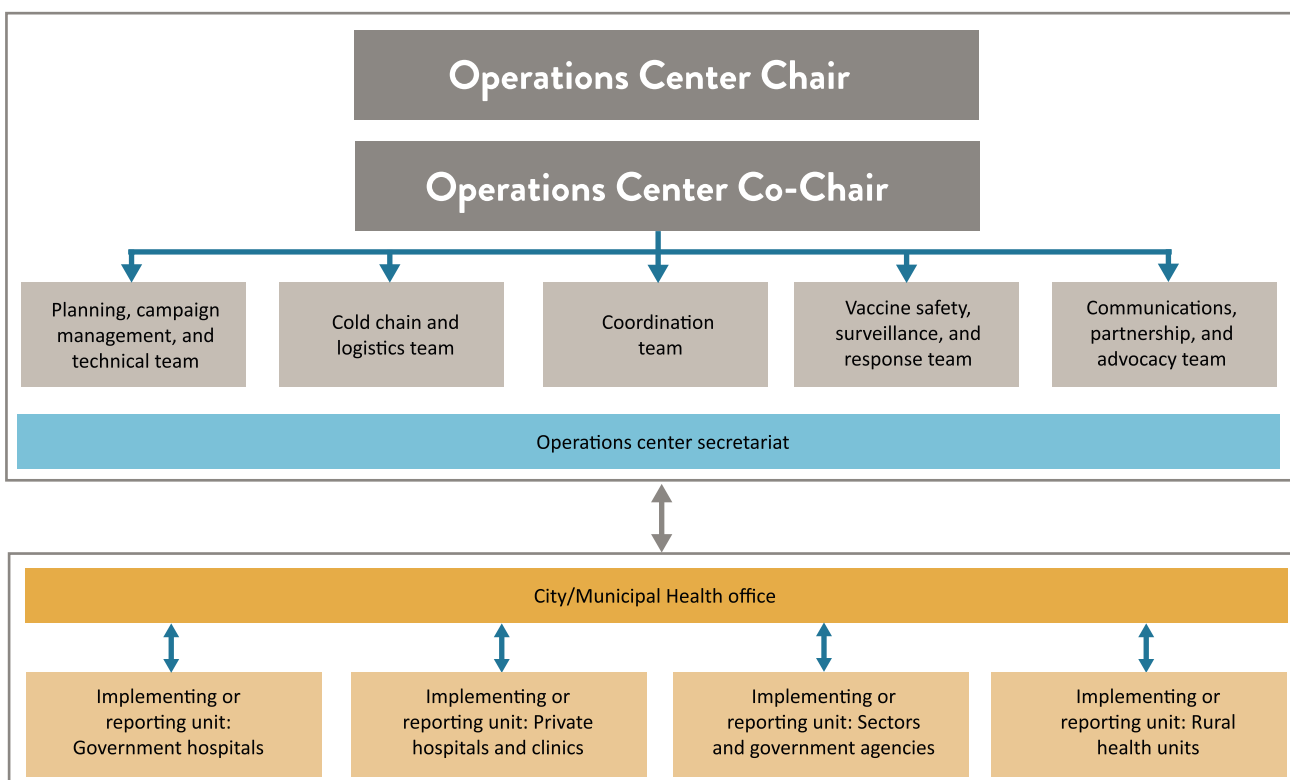 Operations Center Chair
Operations Center Co-Chair
Planning, campaign
management, and
technical team
Cold chain and
logistics team
Coordination
team
Vaccine safety,
surveillance, and
response team
Communications,
partnership, and
advocacy team
Operations center secretariat
City/Municipal Health office
Implementing or
reporting unit:
Government hospitals
Implementing or
reporting unit: Private
hospitals and clinics
Implementing or
reporting unit: Sectors
and government agencies
Implementing or
reporting unit: Rural
health units